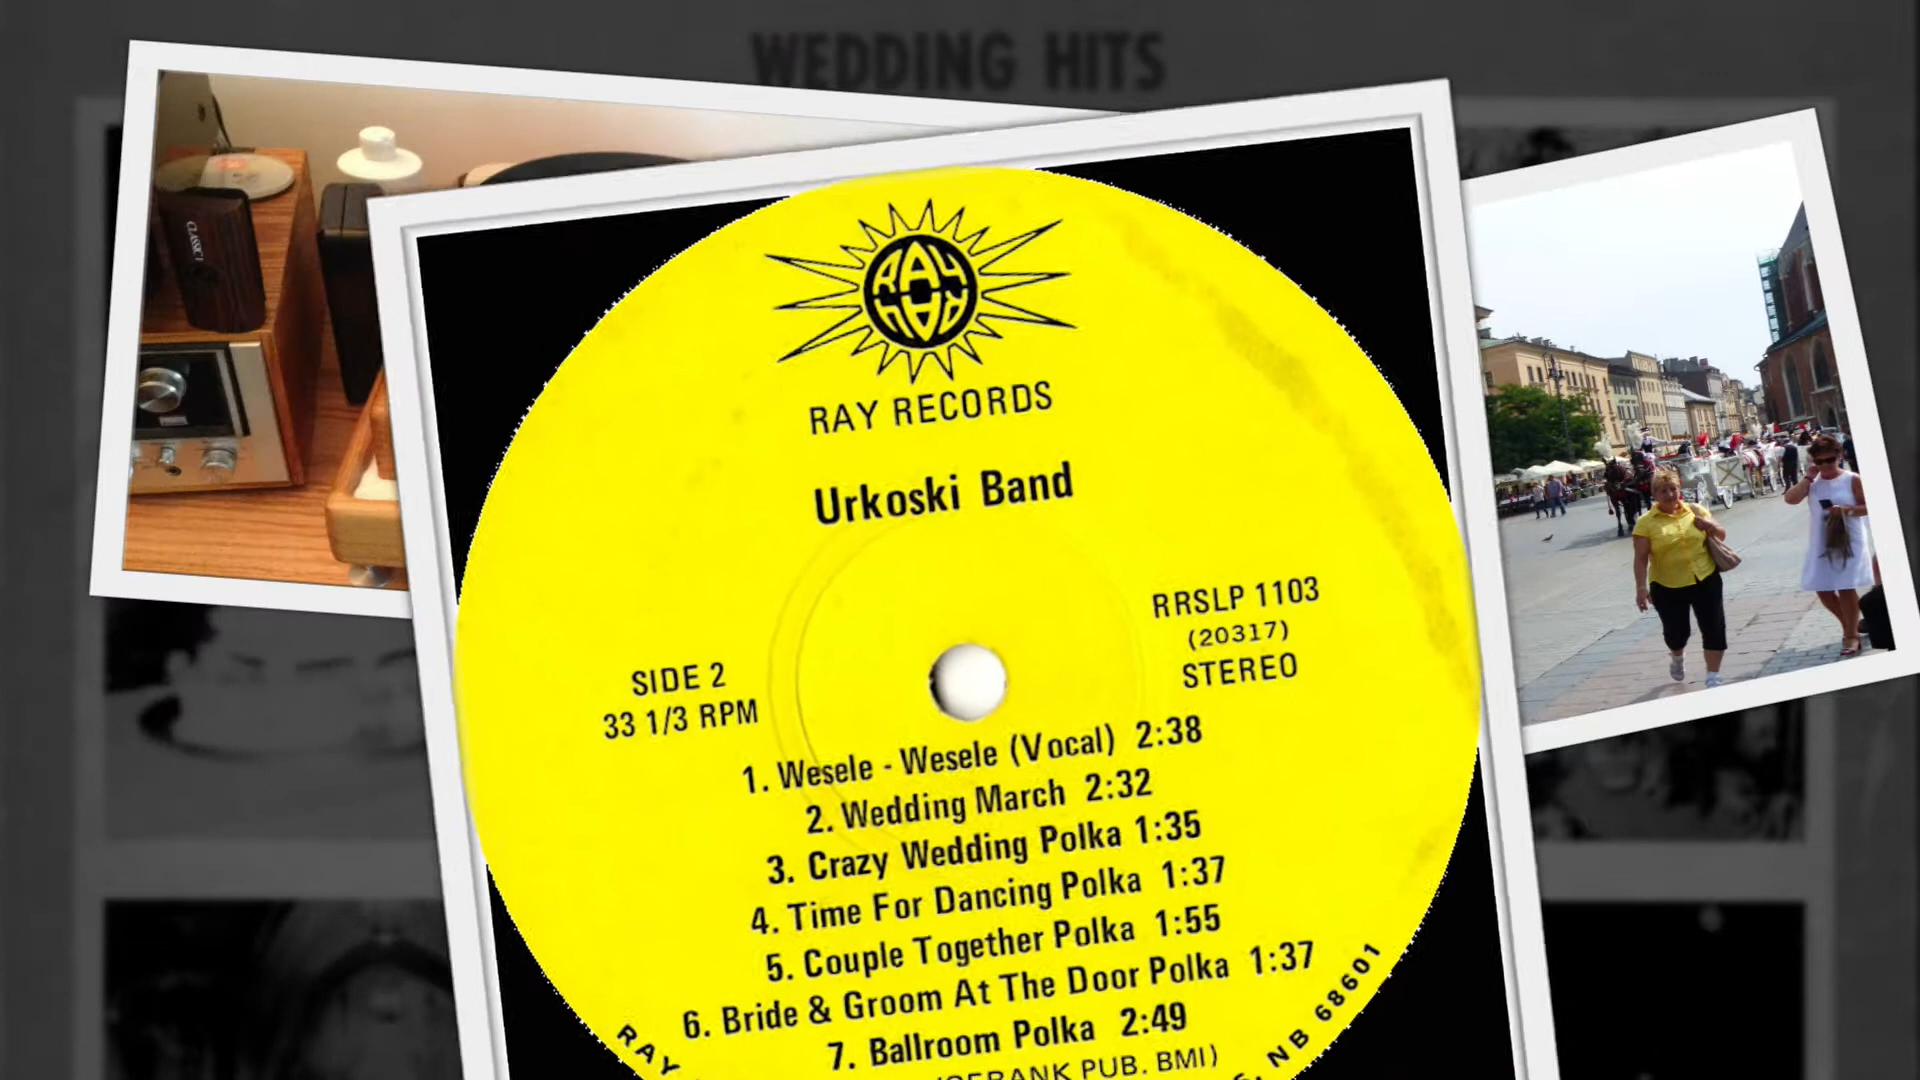 WEDDING HITS
CLASSIC 1
RAY
RAY RECORDS
Urkoski Band
RRSLP 1103
(20317)
STEREO
SIDE 2
33 1/3 RPM
1. Wesele - Wesele (Vocal) 2:38
2. Wedding March 2:32
3. Crazy Wedding Polka 1:35
4. Time For Dancing Polka 1:37
5. Couple Together Polka 1:55
6. Bride & Groom At The Door Polka 1:37
7. Ballroom Polka 2:49
PUB. BMI)
RAY
NB 68601